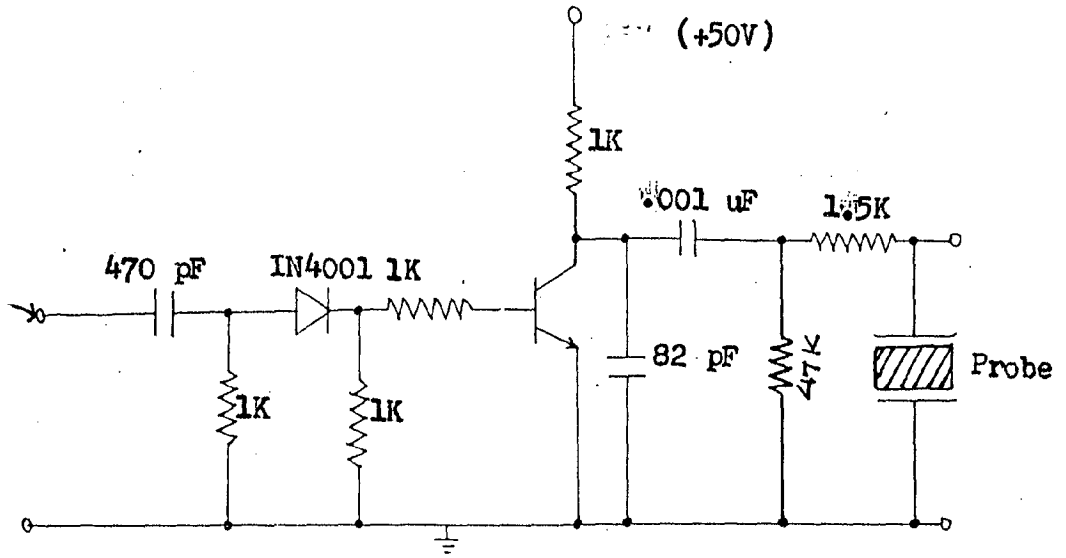 (+50V)
1K
.001 uF
1.5K
470 pF
IN4001
1K
82 pF
47K
Probe
1K
1K